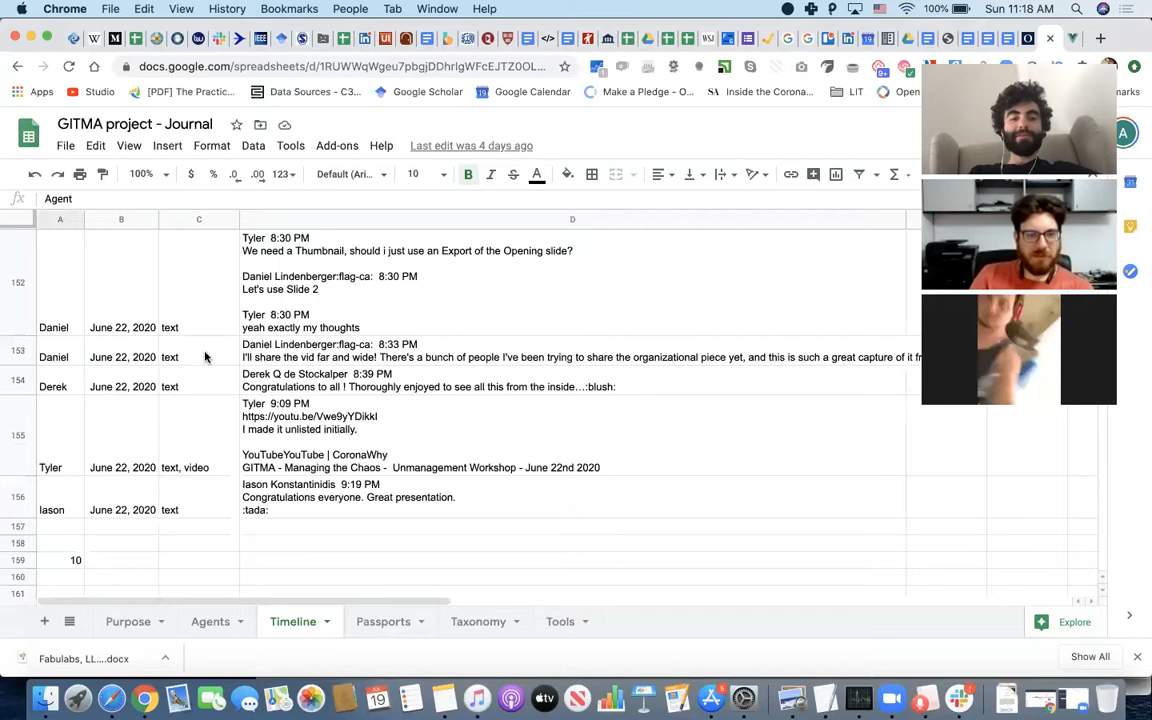 Chrome File Edit View History Bookmarks People Tab Window Help
100% Sun 11:18 AM
docs.google.com/spreadsheets/d/1RUWWqWgeu7pbgjDDhrIgWFcEJTZ0OL...
Apps Studio [PDF] The Practic... Data Sources - C3... Google Scholar Google Calendar Make a Pledge - O... Inside the Corona... LIT Open
GITMA project - Journal
File Edit View Insert Format Data Tools Add-ons Help Last edit was 4 days ago
100% $ % .0 .00 123 Default (Ari... 10 B I S A
fx Agent
A B C D
Tyler 8:30 PM
We need a Thumbnail, should i just use an Export of the Opening slide?
Daniel Lindenberger:flag-ca: 8:30 PM
152 Let's use Slide 2
Tyler 8:30 PM
Daniel June 22, 2020 text yeah exactly my thoughts
Daniel Lindenberger:flag-ca: 8:33 PM
153 Daniel June 22, 2020 text I'll share the vid far and wide! There's a bunch of people I've been trying to share the organizational piece yet, and this is such a great capture of it
Derek Q de Stockalper 8:39 PM
154 Derek June 22, 2020 text Congratulations to all ! Thoroughly enjoyed to see all this from the inside...:blush:
Tyler 9:09 PM
https://youtu.be/Vwe9yYDikkI
I made it unlisted initially.
155
YouTubeYouTube | CoronaWhy
Tyler June 22, 2020 text, video GITMA - Managing the Chaos - Unmanagement Workshop - June 22nd 2020
Iason Konstantinidis 9:19 PM
156 Congratulations everyone. Great presentation.
Iason June 22, 2020 text :tada:
157
158
159 10
160
161
Purpose Agents Timeline Passports Taxonomy Tools Explore
Fabulabs, LL....docx Show All